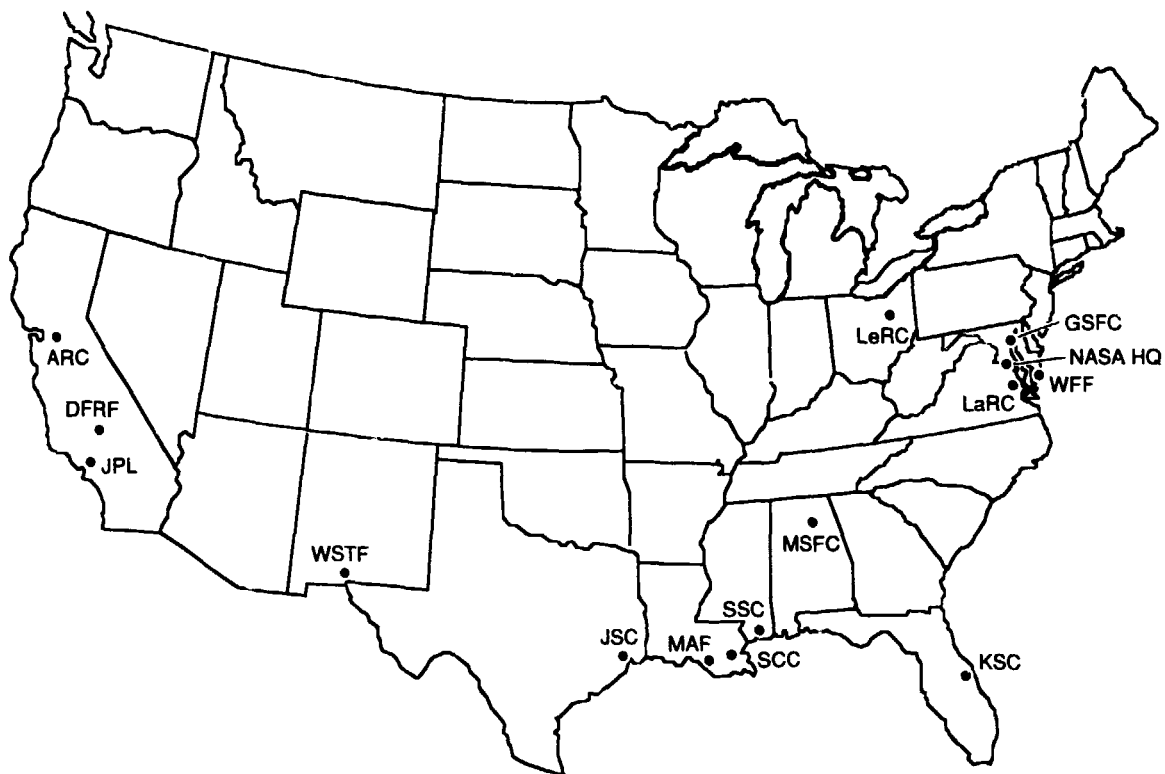 GSFC
LeRC
ARC
NASA HQ
WFF
LaRC
DFRF
JPL
MSFC
WSTF
SSC
JSC
MAF
SCC
KSC